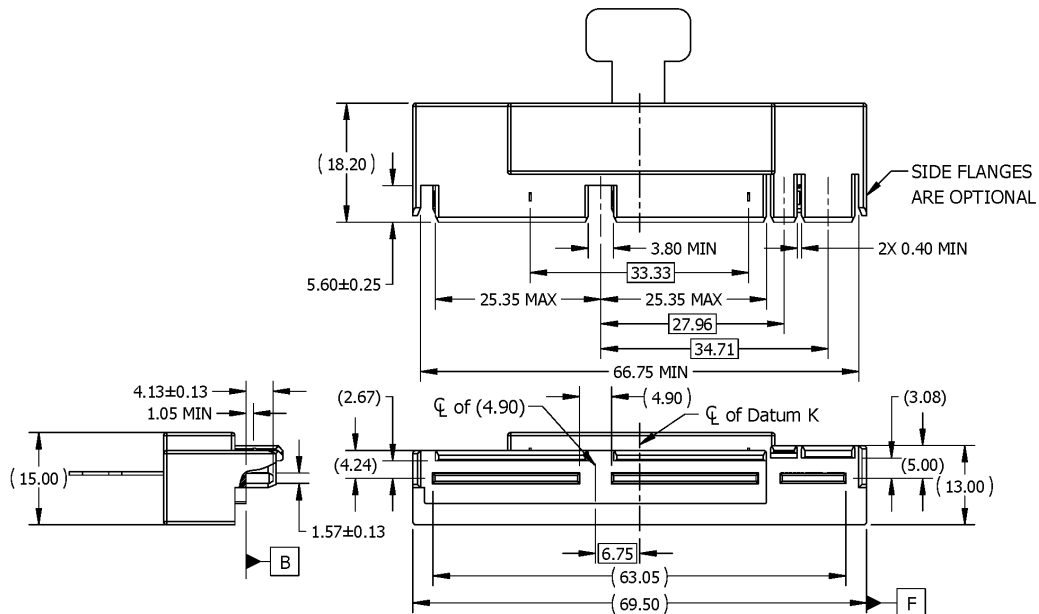 (18.20)
SIDE FLANGES
ARE OPTIONAL
3.80 MIN
2X 0.40 MIN
5.60±0.25
33.33
25.35 MAX
25.35 MAX
27.96
34.71
66.75 MIN
4.13±0.13
1.05 MIN
(2.67)
℄ of (4.90)
(4.90)
℄ of Datum K
(3.08)
(15.00)
(4.24)
(5.00)
(13.00)
1.57±0.13
B
6.75
(63.05)
(69.50)
F